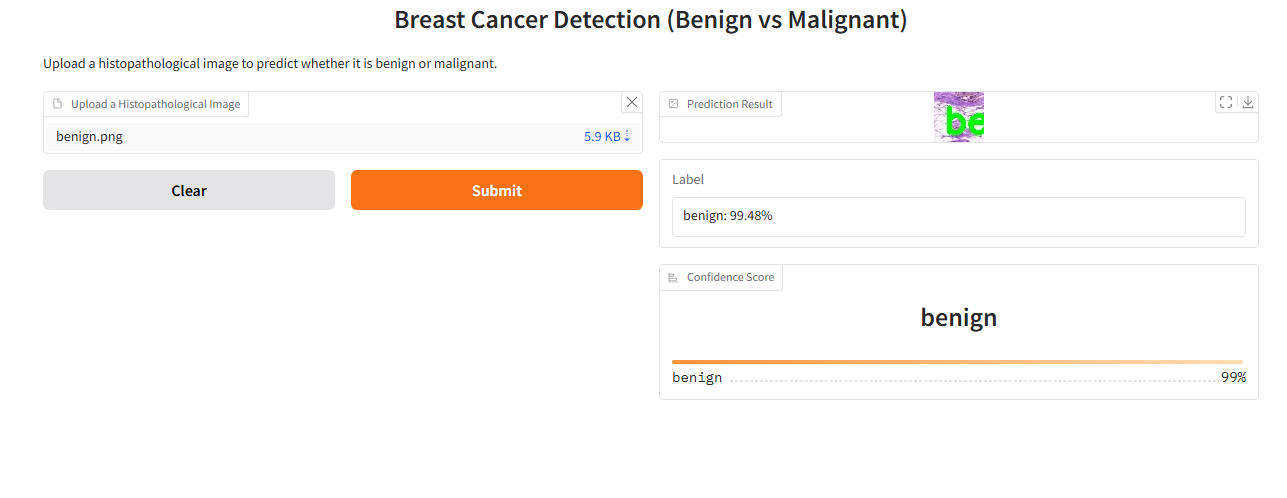 Breast Cancer Detection (Benign vs Malignant)
Upload a histopathological image to predict whether it is benign or malignant.
Upload a Histopathological Image
benign.png
5.9 KB ⇣
Clear
Submit
Prediction Result
be
Label
benign: 99.48%
Confidence Score
benign
benign
99%